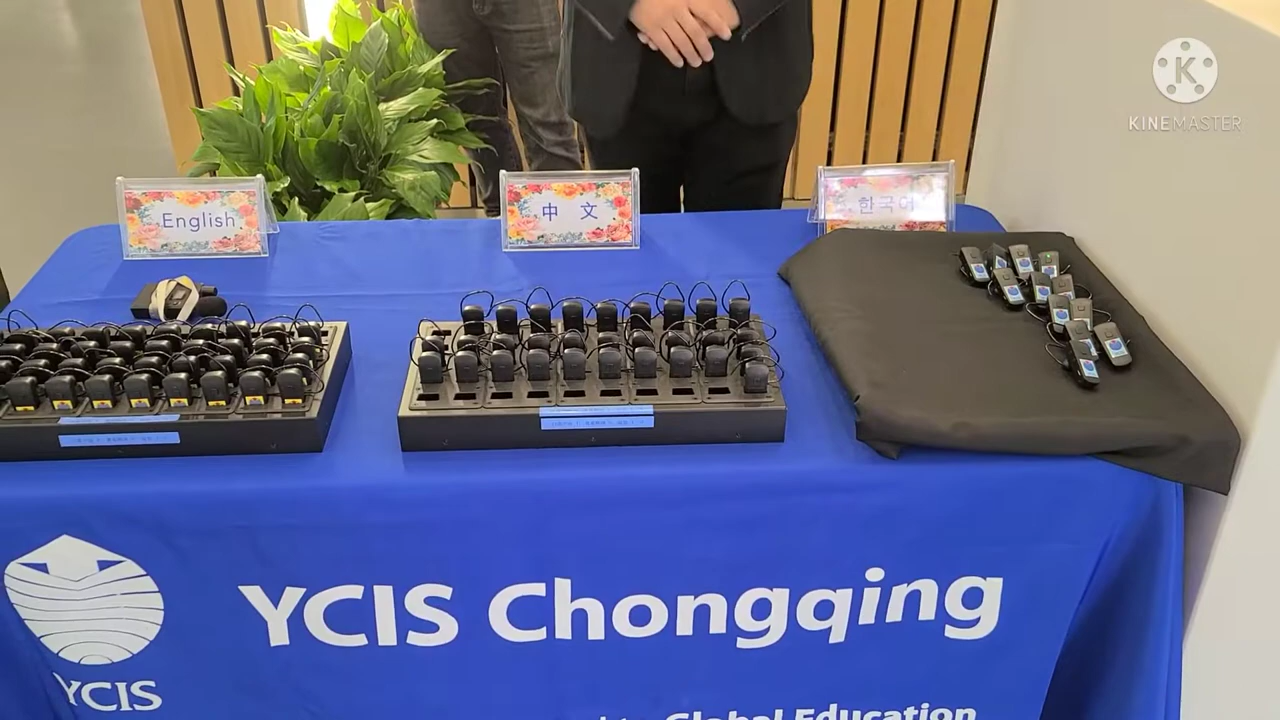 KINEMASTER
English
中 文
한국어
YCIS Chongqing
YCIS
Global Education